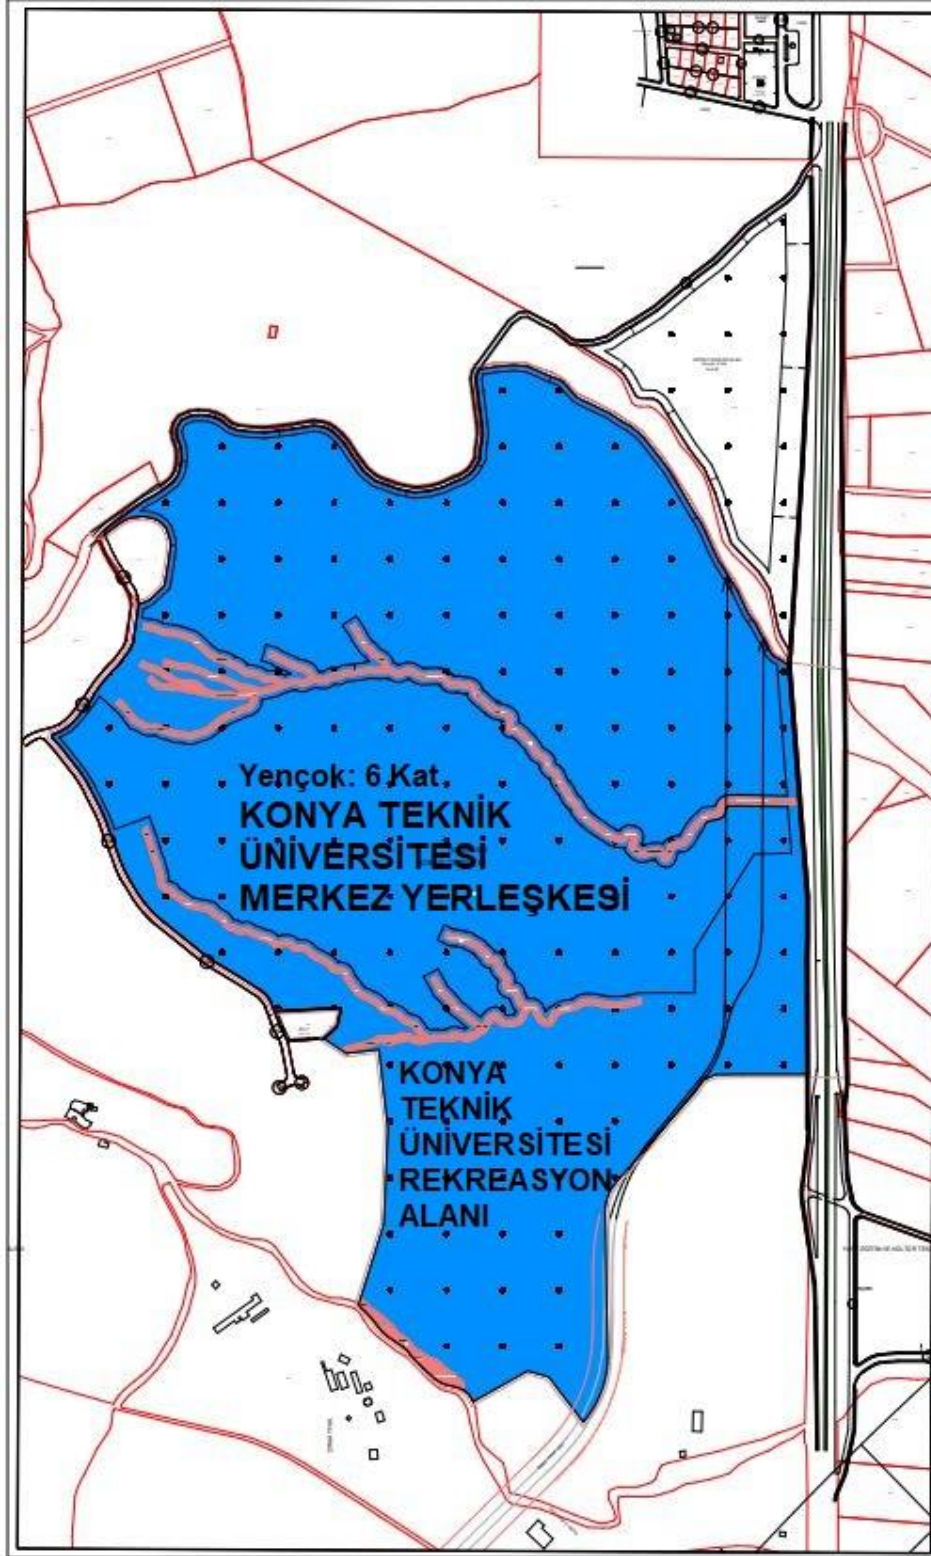 Yençok: 6 Kat
KONYA TEKNİK
ÜNİVERSİTESİ
MERKEZ YERLEŞKESİ
KONYA
TEKNİK
ÜNİVERSİTESİ
REKREASYON
ALANI